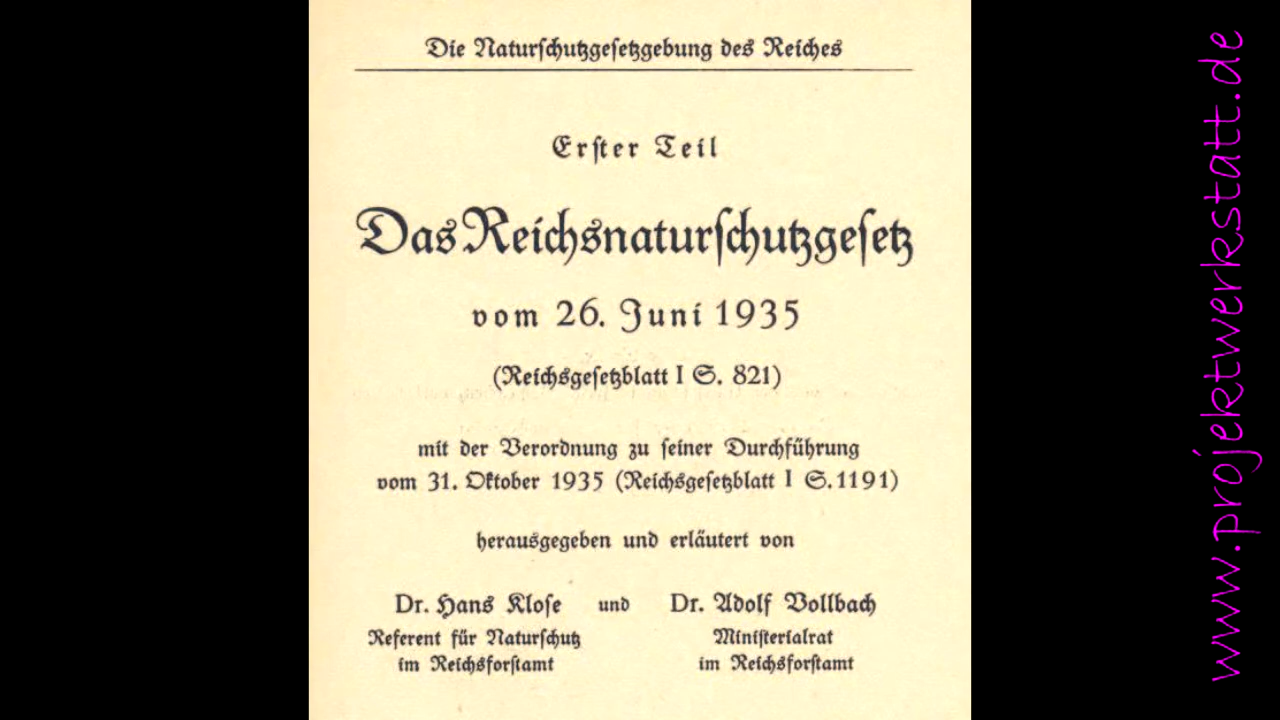 Die Naturschutzgesetzgebung des Reiches
Erster Teil
Das Reichsnaturschutzgesetz
vom 26. Juni 1935
(Reichsgesetzblatt I S. 821)
mit der Verordnung zu seiner Durchführung
vom 31. Oktober 1935 (Reichsgesetzblatt I S. 1191)
herausgegeben und erläutert von
Dr. Hans Klose und Dr. Adolf Vollbach
Referent für Naturschutz Ministerialrat
im Reichsforstamt im Reichsforstamt
www.projektwerkstatt.de